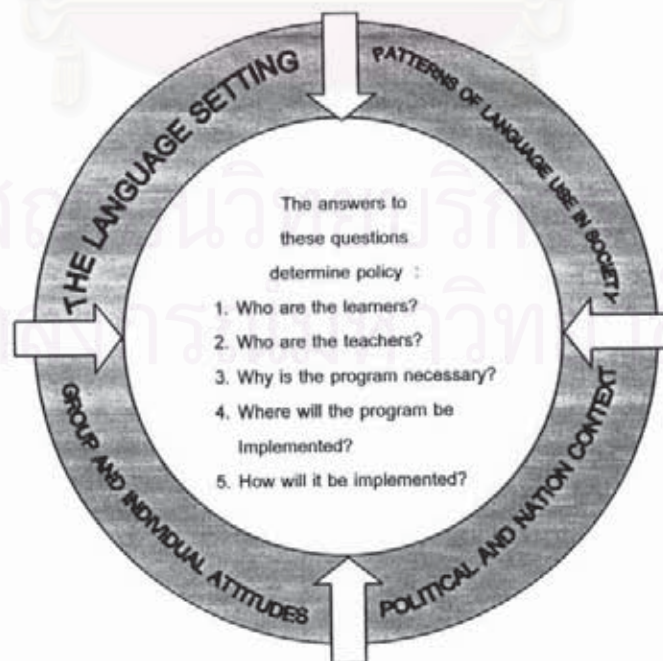 THE LANGUAGE SETTING
PATTERNS OF LANGUAGE USE IN SOCIETY
The answers to
these questions
determine policy :
1. Who are the learners?
2. Who are the teachers?
3. Why is the program necessary?
4. Where will the program be
Implemented?
5. How will it be implemented?
GROUP AND INDIVIDUAL ATTITUDES
POLITICAL AND NATION CONTEXT